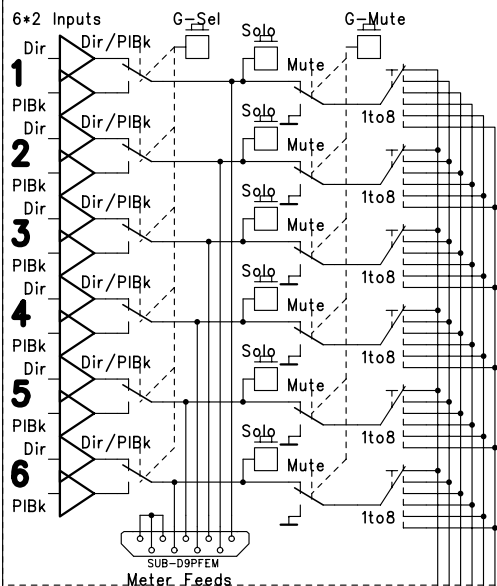 6*2 Inputs
G-Sel
G-Mute
Dir
1
PlBk
Dir/PlBk
Solo
Mute
1to8
Dir
2
PlBk
Dir/PlBk
Solo
Mute
1to8
Dir
3
PlBk
Dir/PlBk
Solo
Mute
1to8
Dir
4
PlBk
Dir/PlBk
Solo
Mute
1to8
Dir
5
PlBk
Dir/PlBk
Solo
Mute
1to8
Dir
6
PlBk
Dir/PlBk
Solo
Mute
1to8
SUB-D9PFEM
Meter Feeds